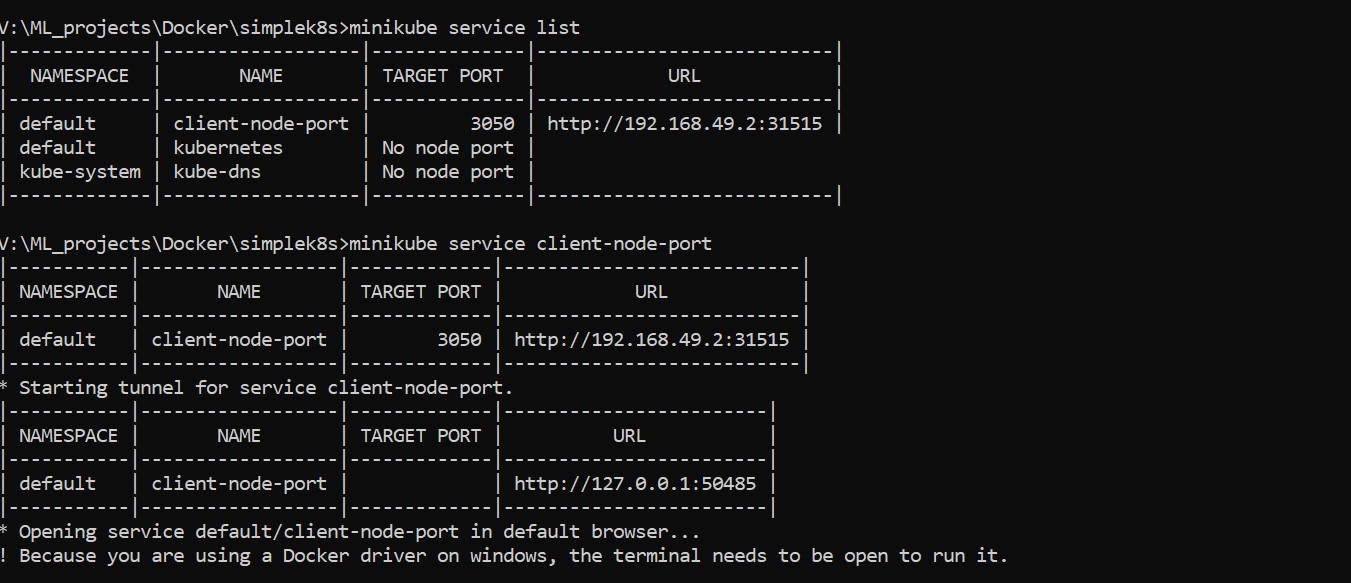 V:\ML_projects\Docker\simplek8s>minikube service list
|-------------|------------------|--------------|---------------------------|
|  NAMESPACE  |       NAME       | TARGET PORT  |            URL            |
|-------------|------------------|--------------|---------------------------|
| default     | client-node-port |         3050 | http://192.168.49.2:31515 |
| default     | kubernetes       | No node port |
| kube-system | kube-dns         | No node port |
|-------------|------------------|--------------|---------------------------|
V:\ML_projects\Docker\simplek8s>minikube service client-node-port
|-----------|------------------|-------------|---------------------------|
| NAMESPACE |       NAME       | TARGET PORT |            URL            |
|-----------|------------------|-------------|---------------------------|
| default   | client-node-port |        3050 | http://192.168.49.2:31515 |
|-----------|------------------|-------------|---------------------------|
* Starting tunnel for service client-node-port.
|-----------|------------------|-------------|------------------------|
| NAMESPACE |       NAME       | TARGET PORT |          URL           |
|-----------|------------------|-------------|------------------------|
| default   | client-node-port |             | http://127.0.0.1:50485 |
|-----------|------------------|-------------|------------------------|
* Opening service default/client-node-port in default browser...
! Because you are using a Docker driver on windows, the terminal needs to be open to run it.